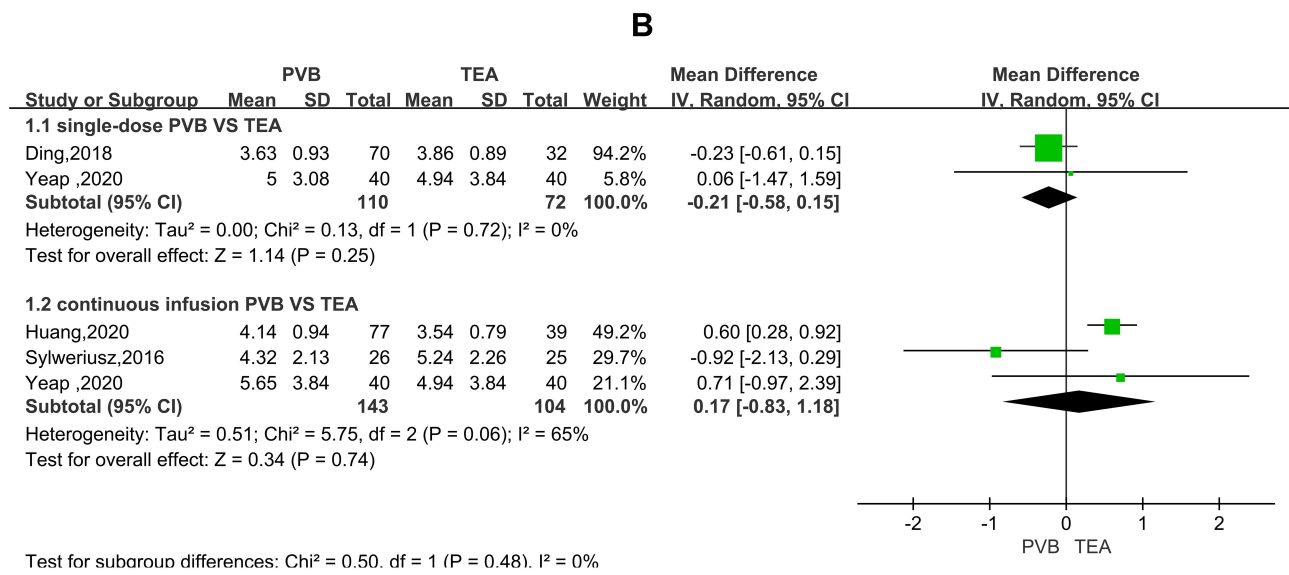 B
PVB TEA Mean Difference Mean Difference
Study or Subgroup Mean SD Total Mean SD Total Weight IV, Random, 95% CI IV, Random, 95% CI
1.1 single-dose PVB VS TEA
Ding,2018 3.63 0.93 70 3.86 0.89 32 94.2% -0.23 [-0.61, 0.15]
Yeap ,2020 5 3.08 40 4.94 3.84 40 5.8% 0.06 [-1.47, 1.59]
Subtotal (95% CI) 110 72 100.0% -0.21 [-0.58, 0.15]
Heterogeneity: Tau² = 0.00; Chi² = 0.13, df = 1 (P = 0.72); I² = 0%
Test for overall effect: Z = 1.14 (P = 0.25)
1.2 continuous infusion PVB VS TEA
Huang,2020 4.14 0.94 77 3.54 0.79 39 49.2% 0.60 [0.28, 0.92]
Sylweriusz,2016 4.32 2.13 26 5.24 2.26 25 29.7% -0.92 [-2.13, 0.29]
Yeap ,2020 5.65 3.84 40 4.94 3.84 40 21.1% 0.71 [-0.97, 2.39]
Subtotal (95% CI) 143 104 100.0% 0.17 [-0.83, 1.18]
Heterogeneity: Tau² = 0.51; Chi² = 5.75, df = 2 (P = 0.06); I² = 65%
Test for overall effect: Z = 0.34 (P = 0.74)
-2 -1 0 1 2
PVB TEA
Test for subgroup differences: Chi² = 0.50, df = 1 (P = 0.48), I² = 0%